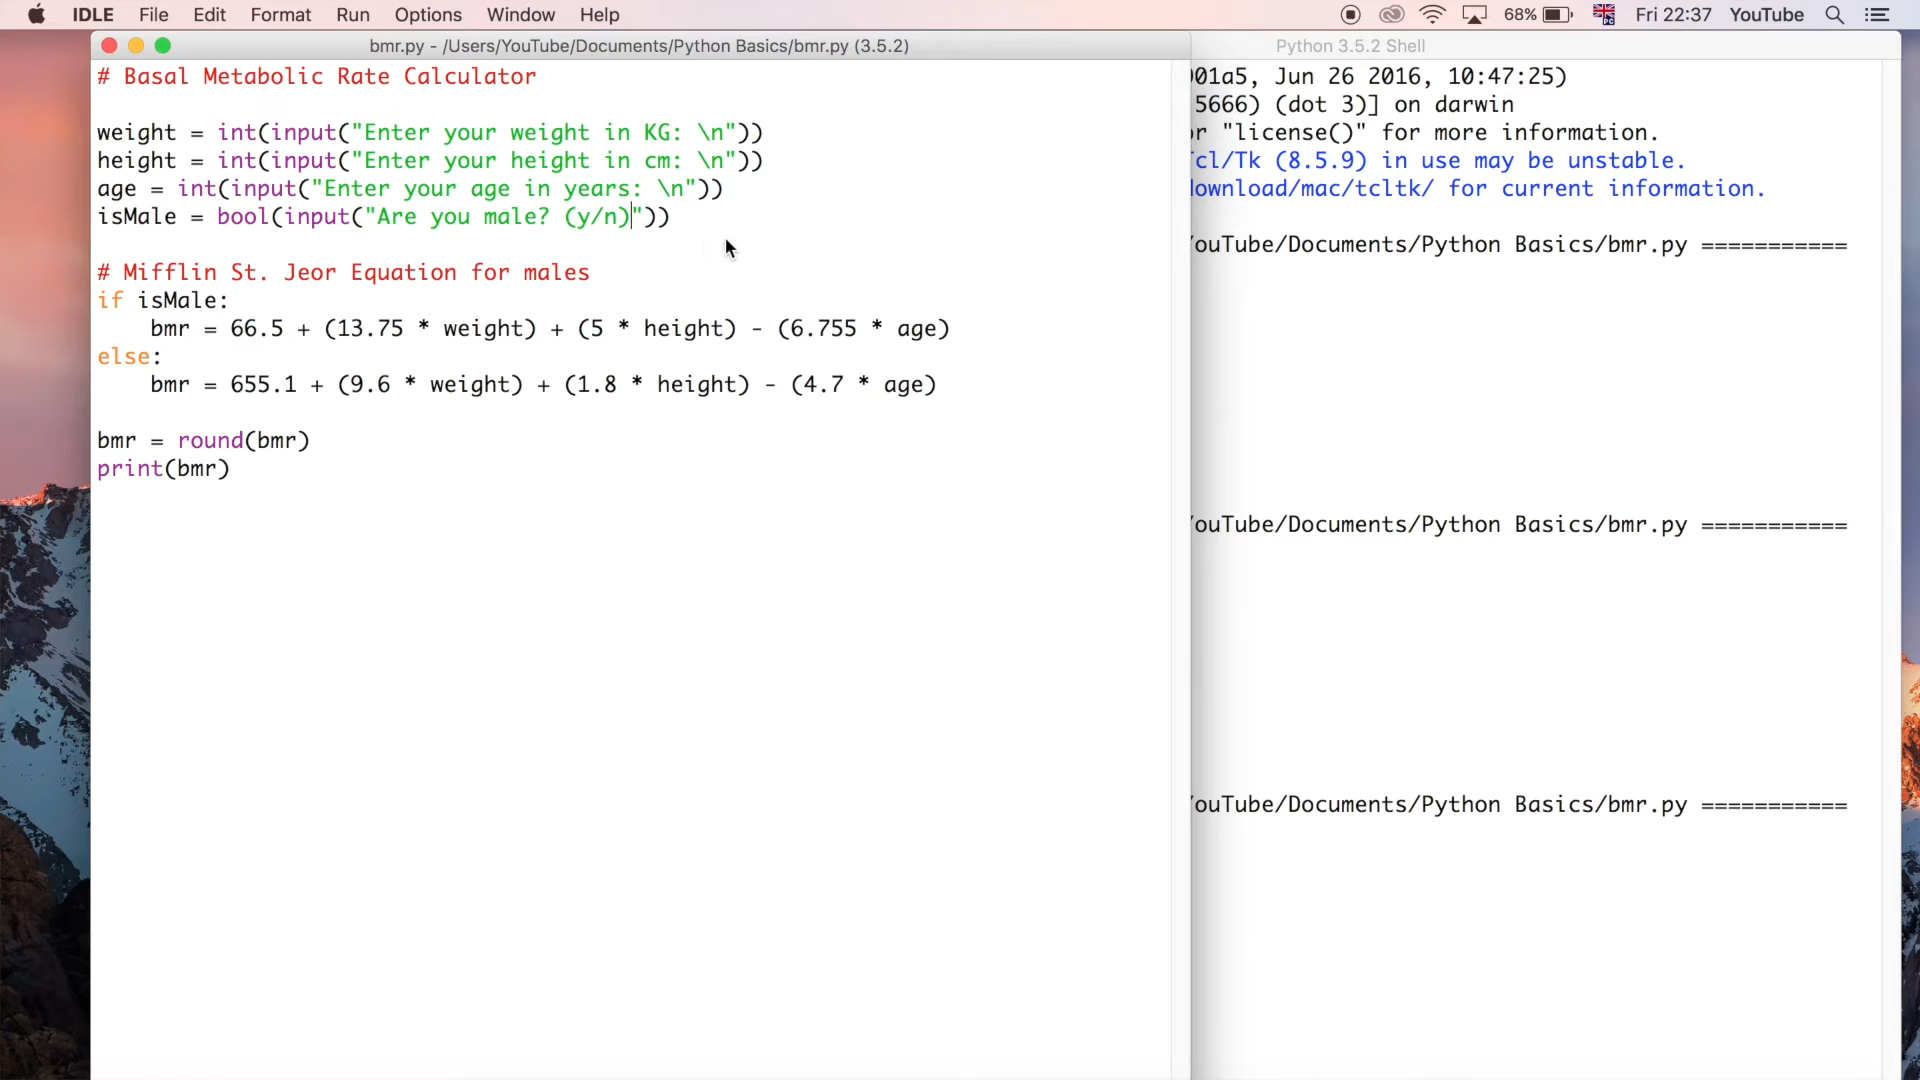 IDLE File Edit Format Run Options Window Help 68% Fri 22:37 YouTube
bmr.py - /Users/YouTube/Documents/Python Basics/bmr.py (3.5.2)
# Basal Metabolic Rate Calculator
weight = int(input("Enter your weight in KG: \n"))
height = int(input("Enter your height in cm: \n"))
age = int(input("Enter your age in years: \n"))
isMale = bool(input("Are you male? (y/n)"))
# Mifflin St. Jeor Equation for males
if isMale:
    bmr = 66.5 + (13.75 * weight) + (5 * height) - (6.755 * age)
else:
    bmr = 655.1 + (9.6 * weight) + (1.8 * height) - (4.7 * age)
bmr = round(bmr)
print(bmr)
Python 3.5.2 Shell
01a5, Jun 26 2016, 10:47:25)
5666) (dot 3)] on darwin
r "license()" for more information.
cl/Tk (8.5.9) in use may be unstable.
ownload/mac/tcltk/ for current information.
ouTube/Documents/Python Basics/bmr.py ===========
ouTube/Documents/Python Basics/bmr.py ===========
ouTube/Documents/Python Basics/bmr.py ===========